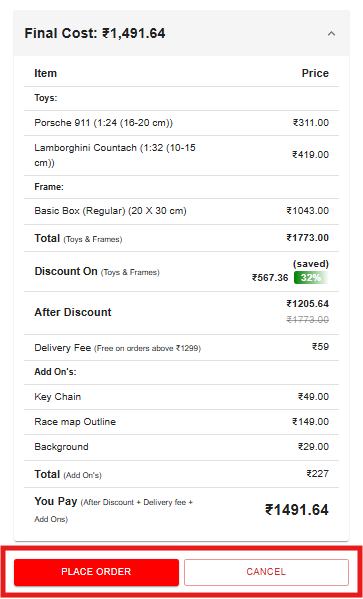 Final Cost: ₹1,491.64
Item Price
Toys:
Porsche 911 (1:24 (16-20 cm)) ₹311.00
Lamborghini Countach (1:32 (10-15
cm)) ₹419.00
Frame:
Basic Box (Regular) (20 X 30 cm) ₹1043.00
Total (Toys & Frames) ₹1773.00
Discount On (Toys & Frames) (saved)
₹567.36 32%
After Discount ₹1205.64
₹1773.00
Delivery Fee (Free on orders above ₹1299) ₹59
Add On's:
Key Chain ₹49.00
Race map Outline ₹149.00
Background ₹29.00
Total (Add On's) ₹227
You Pay (After Discount + Delivery fee +
Add Ons) ₹1491.64
PLACE ORDER CANCEL